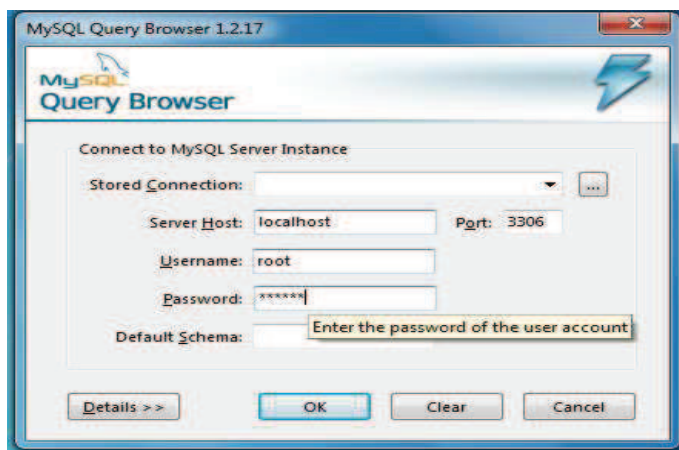 MySQL Query Browser 1.2.17
MySQL
Query Browser
Connect to MySQL Server Instance
Stored Connection:
...
Server Host: localhost Port: 3306
Username: root
Password: ******
Enter the password of the user account
Default Schema:
Details >> OK Clear Cancel